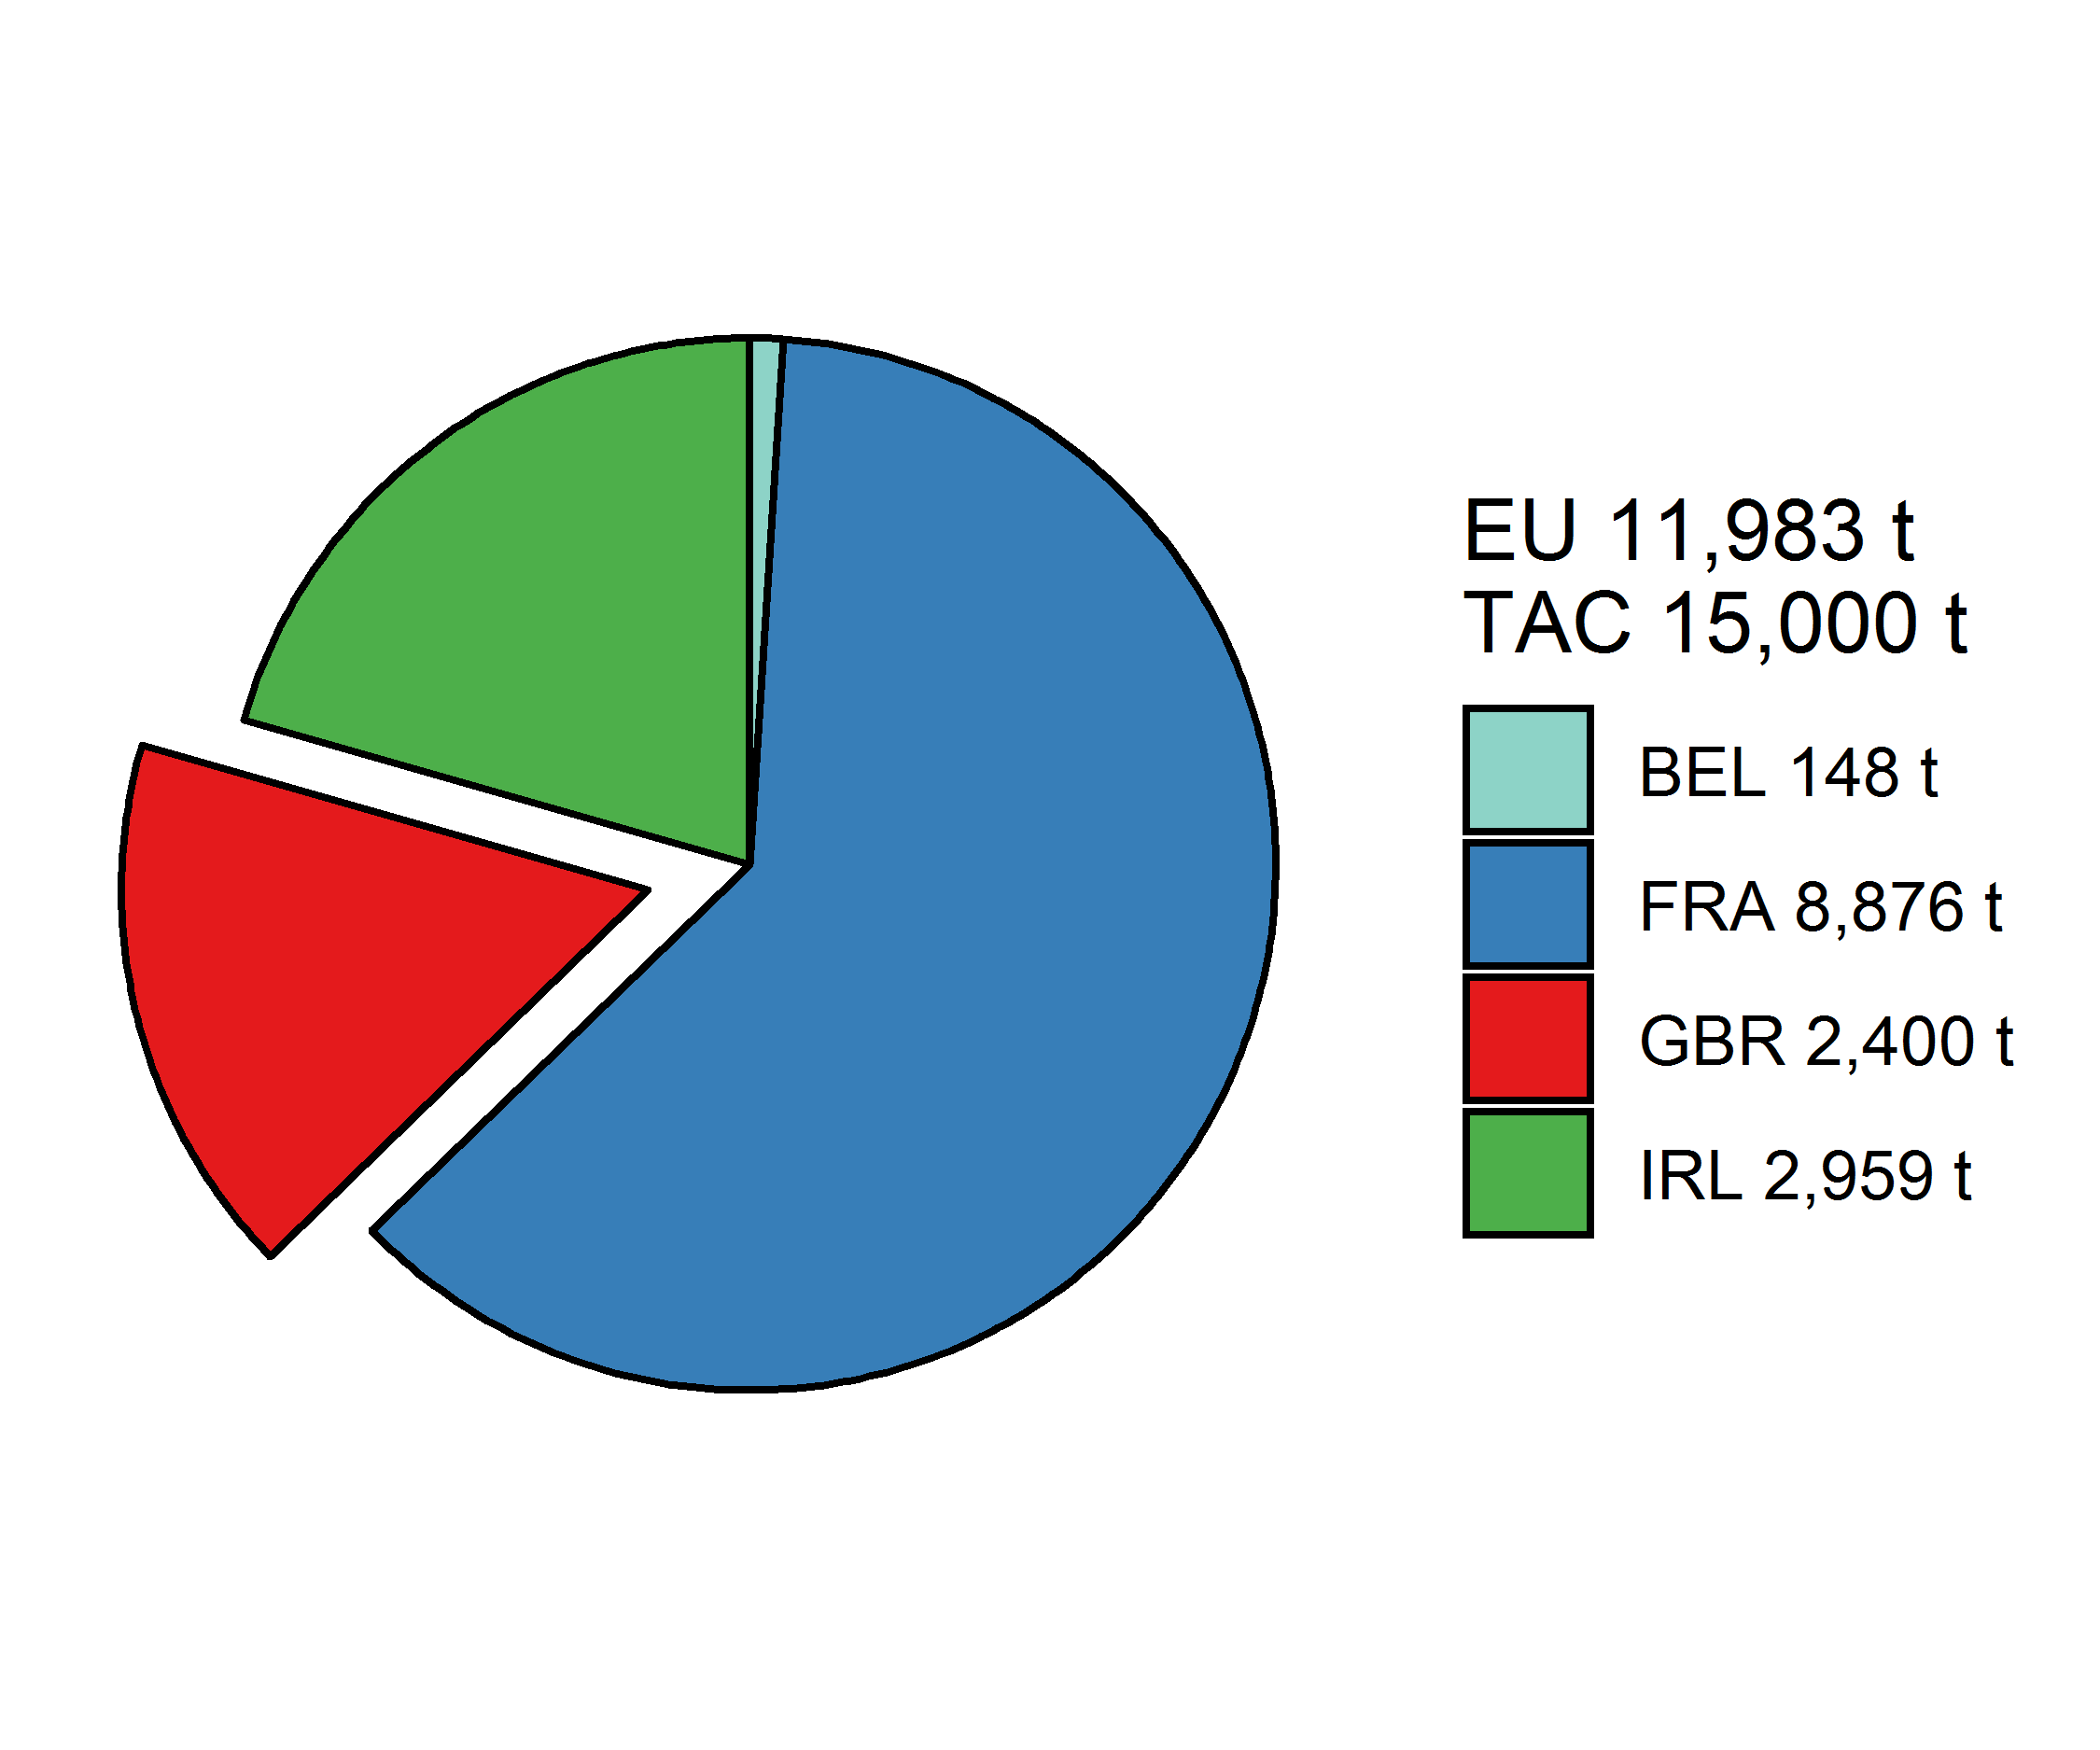 EU 11,983 t
TAC 15,000 t
BEL 148 t
FRA 8,876 t
GBR 2,400 t
IRL 2,959 t